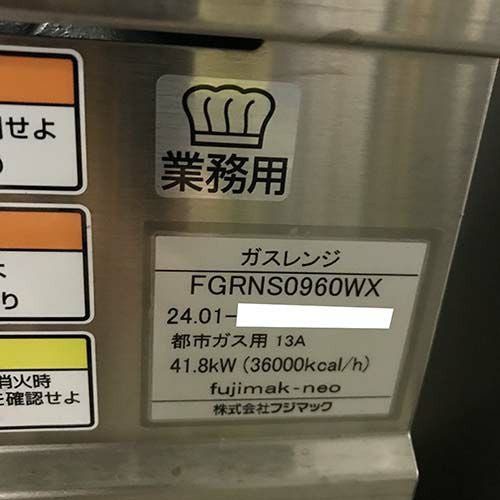 せよ
業務用
り
ガスレンジ
FGRNS0960WX
24.01-
都市ガス用 13A
消火時
を確認せよ
41.8kW (36000kcal/h)
fujimak-neo
株式会社フジマック